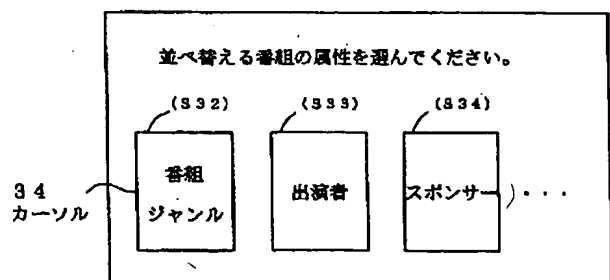 並べ替える番組の属性を選んでください。
(S32)
(S33)
(S34)
番組
ジャンル
出演者
スポンサー
・・・
34
カーソル